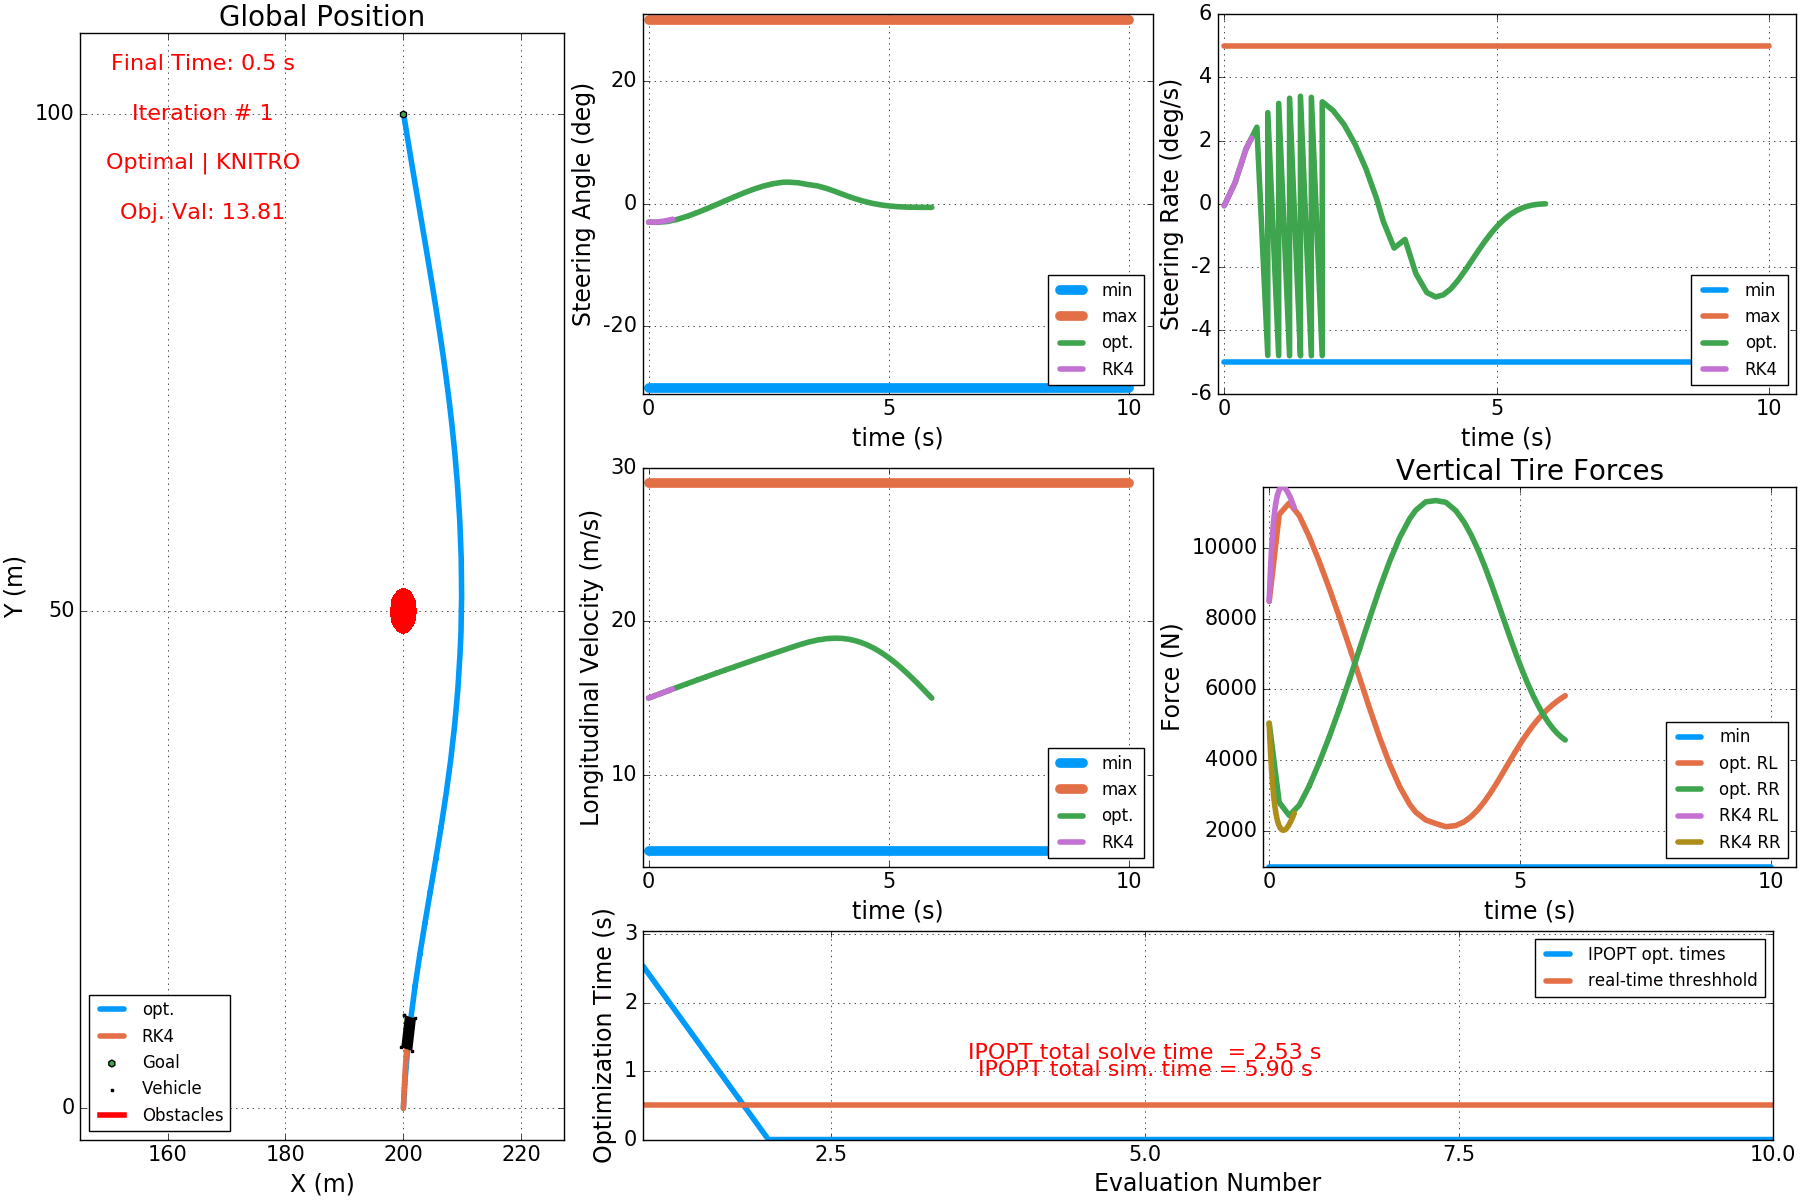 Global Position
Final Time: 0.5 s
Iteration # 1
Optimal | KNITRO
Obj. Val: 13.81
100
50
0
Y (m)
opt.
RK4
Goal
Vehicle
Obstacles
160
180
200
220
X (m)
20
0
-20
Steering Angle (deg)
min
max
opt.
RK4
0
5
10
time (s)
6
4
2
0
-2
-4
-6
Steering Rate (deg/s)
min
max
opt.
RK4
0
5
10
time (s)
30
20
10
Longitudinal Velocity (m/s)
min
max
opt.
RK4
0
5
10
time (s)
Vertical Tire Forces
10000
8000
6000
4000
2000
Force (N)
min
opt. RL
opt. RR
RK4 RL
RK4 RR
0
5
10
time (s)
3
2
1
0
Optimization Time (s)
IPOPT opt. times
real-time threshhold
IPOPT total solve time  = 2.53 s
IPOPT total sim. time = 5.90 s
2.5
5.0
7.5
10.0
Evaluation Number